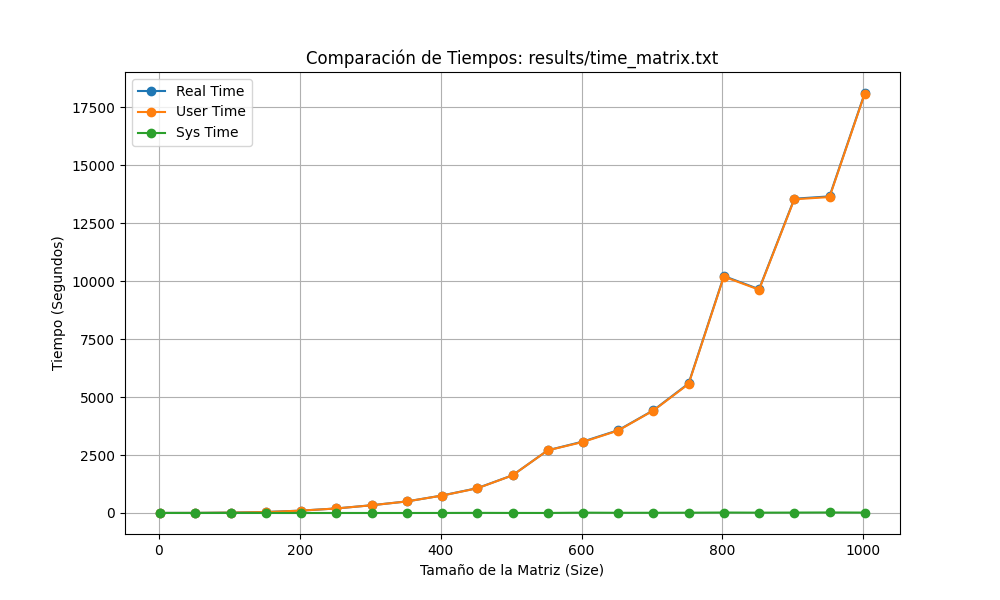 Comparación de Tiempos: results/time_matrix.txt
Real Time
User Time
Sys Time
17500
15000
12500
10000
7500
5000
2500
0
Tiempo (Segundos)
0 200 400 600 800 1000
Tamaño de la Matriz (Size)